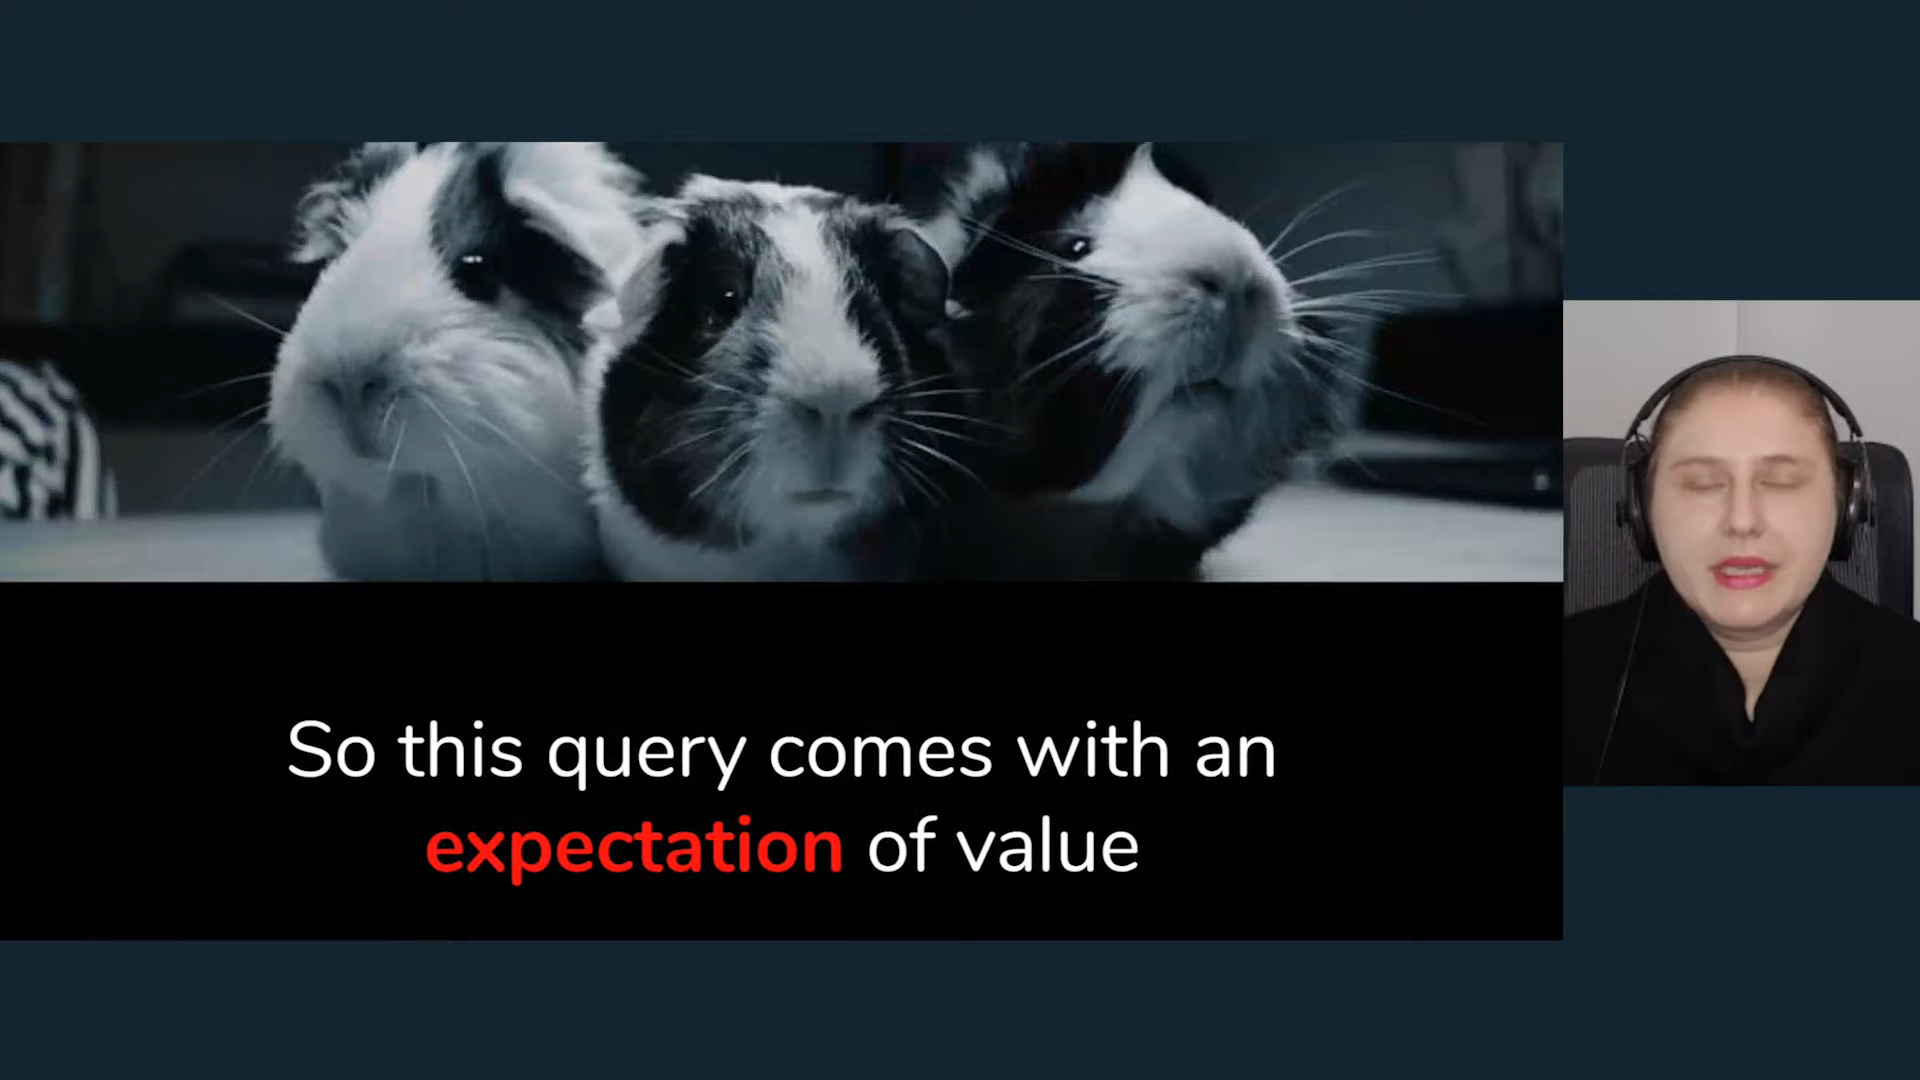 So this query comes with an
expectation of value